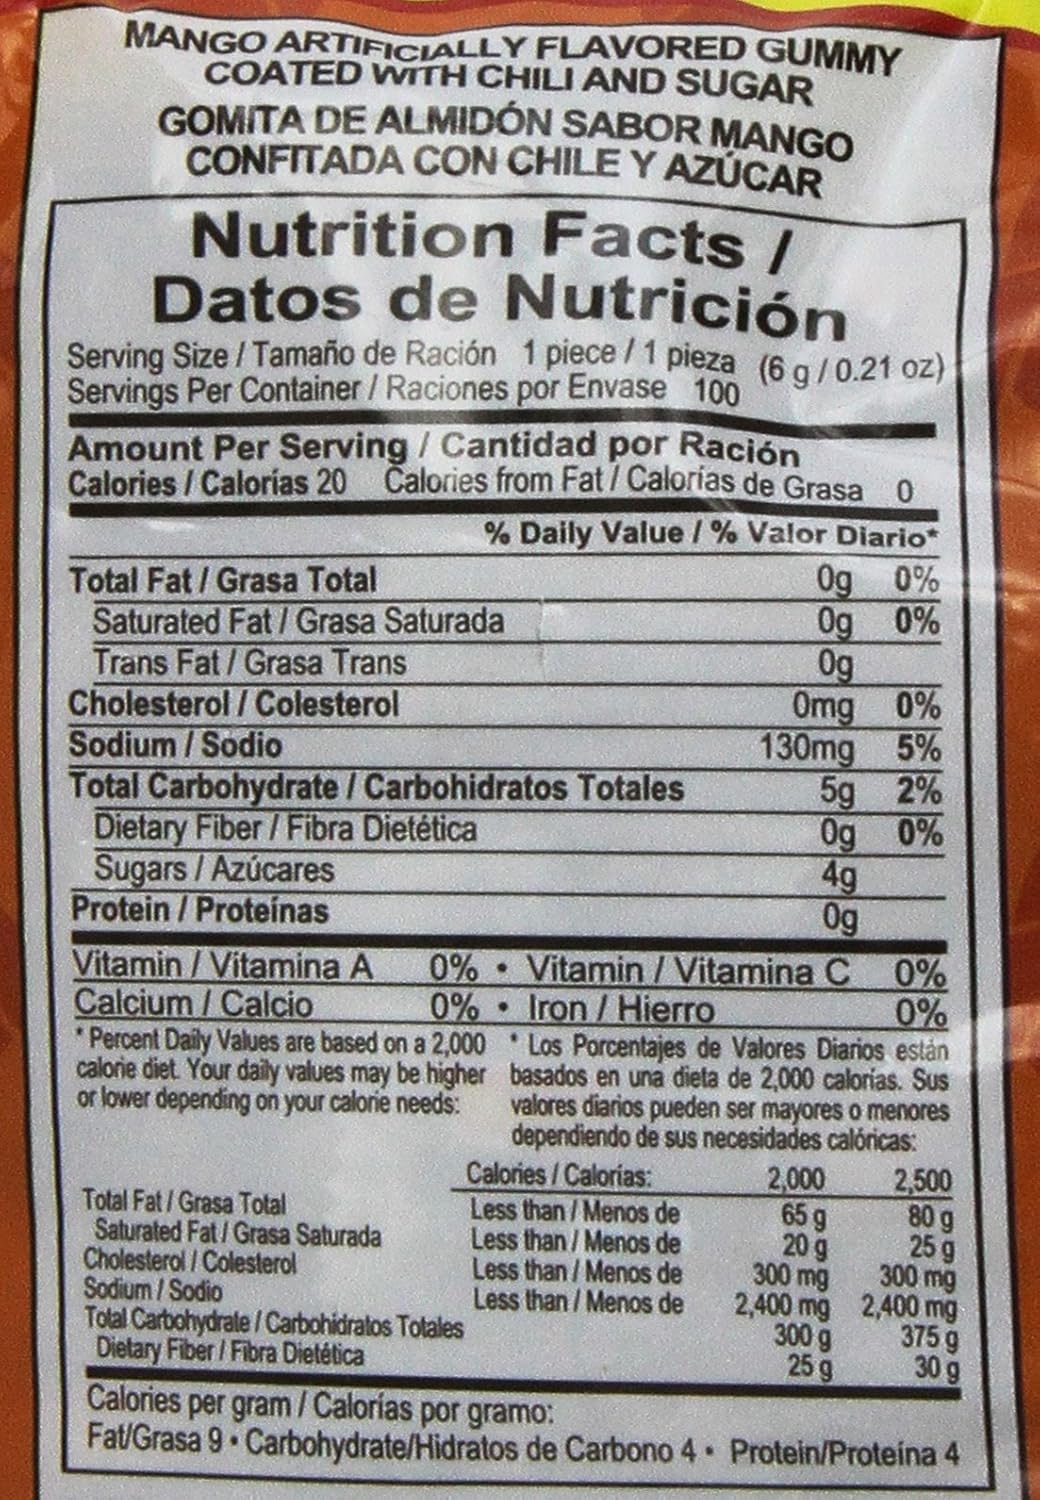 MANGO ARTIFICIALLY FLAVORED GUMMY
COATED WITH CHILI AND SUGAR
GOMITA DE ALMIDÓN SABOR MANGO
CONFITADA CON CHILE Y AZÚCAR
Nutrition Facts /
Datos de Nutrición
Serving Size / Tamaño de Ración 1 piece / 1 pieza (6 g / 0.21 oz)
Servings Per Container / Raciones por Envase 100
Amount Per Serving / Cantidad por Ración
Calories / Calorías 20 Calories from Fat / Calorías de Grasa 0
% Daily Value / % Valor Diario*
Total Fat / Grasa Total 0g 0%
Saturated Fat / Grasa Saturada 0g 0%
Trans Fat / Grasa Trans 0g
Cholesterol / Colesterol 0mg 0%
Sodium / Sodio 130mg 5%
Total Carbohydrate / Carbohidratos Totales 5g 2%
Dietary Fiber / Fibra Dietética 0g 0%
Sugars / Azúcares 4g
Protein / Proteínas 0g
Vitamin / Vitamina A 0% • Vitamin / Vitamina C 0%
Calcium / Calcio 0% • Iron / Hierro 0%
* Percent Daily Values are based on a 2,000
calorie diet. Your daily values may be higher
or lower depending on your calorie needs:
* Los Porcentajes de Valores Diarios están
basados en una dieta de 2,000 calorías. Sus
valores diarios pueden ser mayores o menores
dependiendo de sus necesidades calóricas:
Calories / Calorías: 2,000 2,500
Total Fat / Grasa Total Less than / Menos de 65 g 80 g
Saturated Fat / Grasa Saturada Less than / Menos de 20 g 25 g
Cholesterol / Colesterol Less than / Menos de 300 mg 300 mg
Sodium / Sodio Less than / Menos de 2,400 mg 2,400 mg
Total Carbohydrate / Carbohidratos Totales 300 g 375 g
Dietary Fiber / Fibra Dietética 25 g 30 g
Calories per gram / Calorías por gramo:
Fat/Grasa 9 • Carbohydrate/Hidratos de Carbono 4 • Protein/Proteína 4